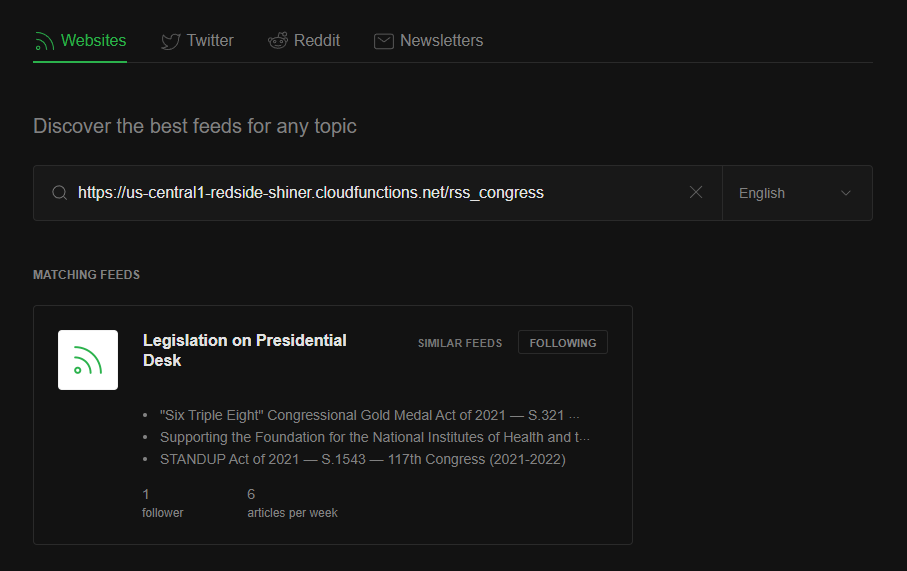 Websites Twitter Reddit Newsletters
Discover the best feeds for any topic
https://us-central1-redside-shiner.cloudfunctions.net/rss_congress English
MATCHING FEEDS
Legislation on Presidential
Desk
SIMILAR FEEDS FOLLOWING
• "Six Triple Eight" Congressional Gold Medal Act of 2021 — S.321 ...
• Supporting the Foundation for the National Institutes of Health and t...
• STANDUP Act of 2021 — S.1543 — 117th Congress (2021-2022)
1 6
follower articles per week